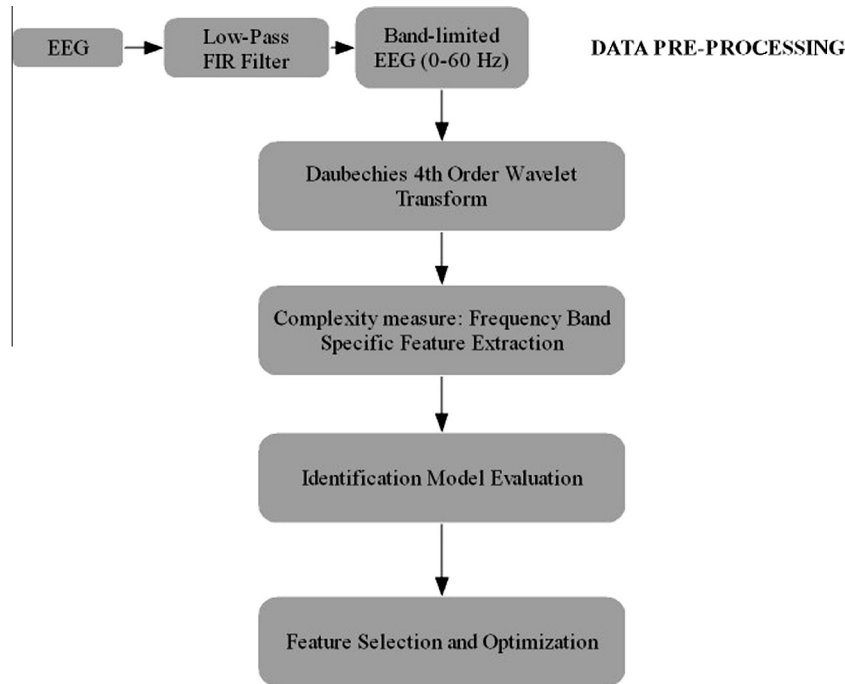 EEG
Low-Pass
FIR Filter
Band-limited
EEG (0-60 Hz)
DATA PRE-PROCESSING
Daubechies 4th Order Wavelet
Transform
Complexity measure: Frequency Band
Specific Feature Extraction
Identification Model Evaluation
Feature Selection and Optimization